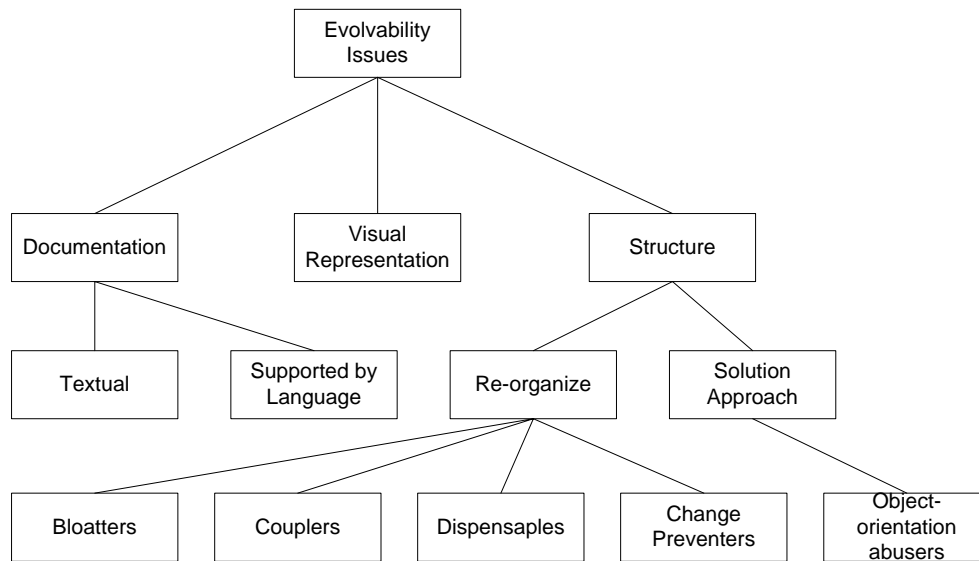 Evolvability
Issues
Documentation
Visual
Representation
Structure
Textual
Supported by
Language
Re-organize
Solution
Approach
Bloatters
Couplers
Dispensaples
Change
Preventers
Object-
orientation
abusers